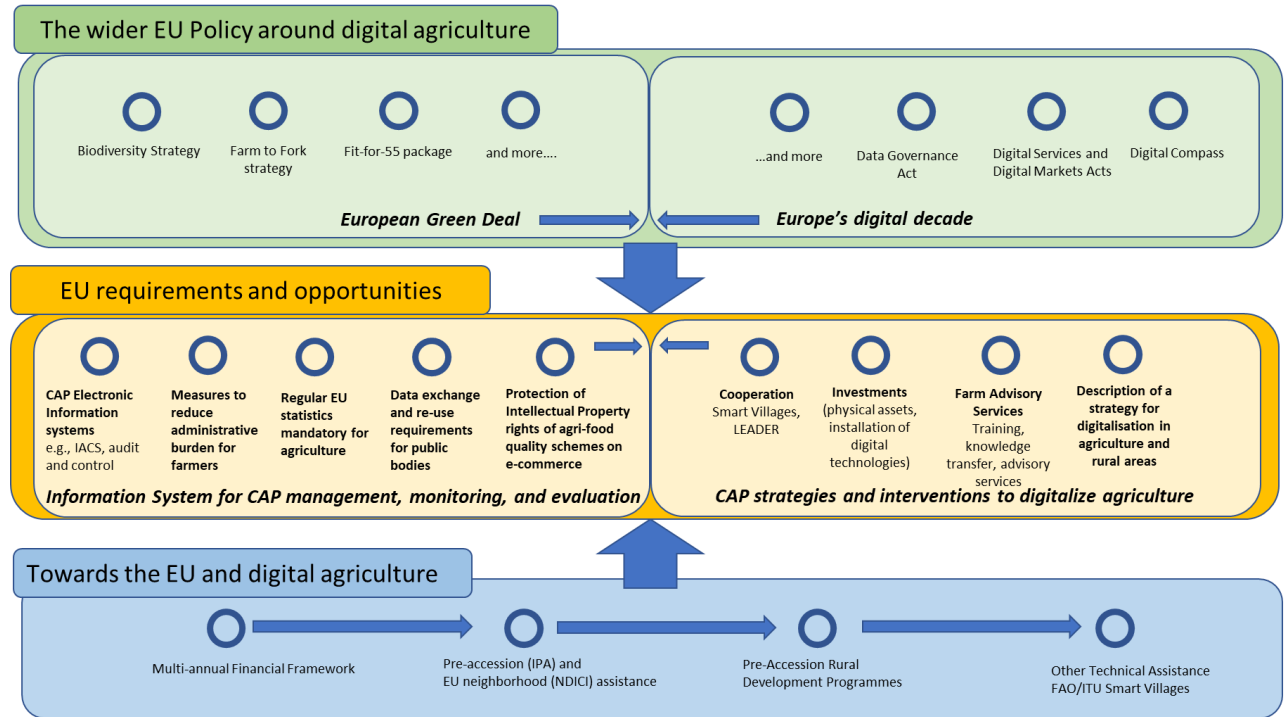 The wider EU Policy around digital agriculture
Biodiversity Strategy
Farm to Fork
strategy
Fit-for-55 package
and more....
...and more
Data Governance
Act
Digital Services and
Digital Markets Acts
Digital Compass
European Green Deal
Europe's digital decade
EU requirements and opportunities
CAP Electronic
Information
systems
e.g., IACS, audit
and control
Measures to
reduce
administrative
burden for
farmers
Regular EU
statistics
mandatory for
agriculture
Data exchange
and re-use
requirements
for public
bodies
Protection of
Intellectual Property
rights of agri-food
quality schemes on
e-commerce
Cooperation
Smart Villages,
LEADER
Investments
(physical assets,
installation of
digital
technologies)
Farm Advisory
Services
Training,
knowledge
transfer, advisory
services
Description of a
strategy for
digitalisation in
agriculture and
rural areas
Information System for CAP management, monitoring, and evaluation
CAP strategies and interventions to digitalize agriculture
Towards the EU and digital agriculture
Multi-annual Financial Framework
Pre-accession (IPA) and
EU neighborhood (NDICI) assistance
Pre-Accession Rural
Development Programmes
Other Technical Assistance
FAO/ITU Smart Villages